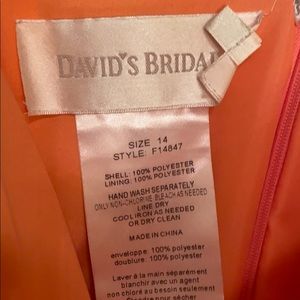 DAVID'S BRIDAL
SIZE 14
STYLE: F14847
SHELL: 100% POLYESTER
LINING: 100% POLYESTER
HAND WASH SEPARATELY
ONLY NON-CHLORINE BLEACH AS NEEDED
LINE DRY
COOL IRON AS NEEDED
OR DRY CLEAN
MADE IN CHINA
enveloppe: 100% polyester
doublure: 100% polyester
Laver à la main séparément
blanchir avec un agent
non chloré au besoin seulement